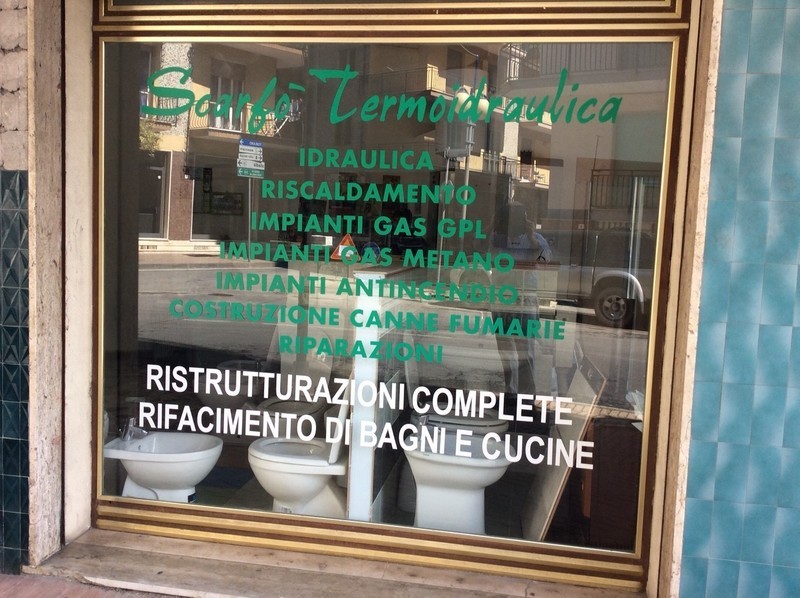 Scarfò Termoidraulica
IDRAULICA
RISCALDAMENTO
IMPIANTI GAS GPL
IMPIANTI GAS METANO
IMPIANTI ANTINCENDIO
COSTRUZIONE CANNE FUMARIE
RIPARAZIONI
RISTRUTTURAZIONI COMPLETE
RIFACIMENTO DI BAGNI E CUCINE